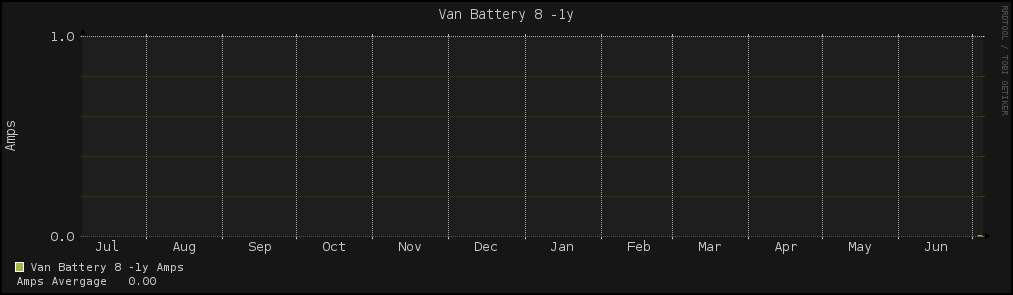 Van Battery 8 -1y
RRDTOOL / TOBI OETIKER
1.0
Amps
0.0
Jul Aug Sep Oct Nov Dec Jan Feb Mar Apr May Jun
Van Battery 8 -1y Amps
Amps Avergage 0.00